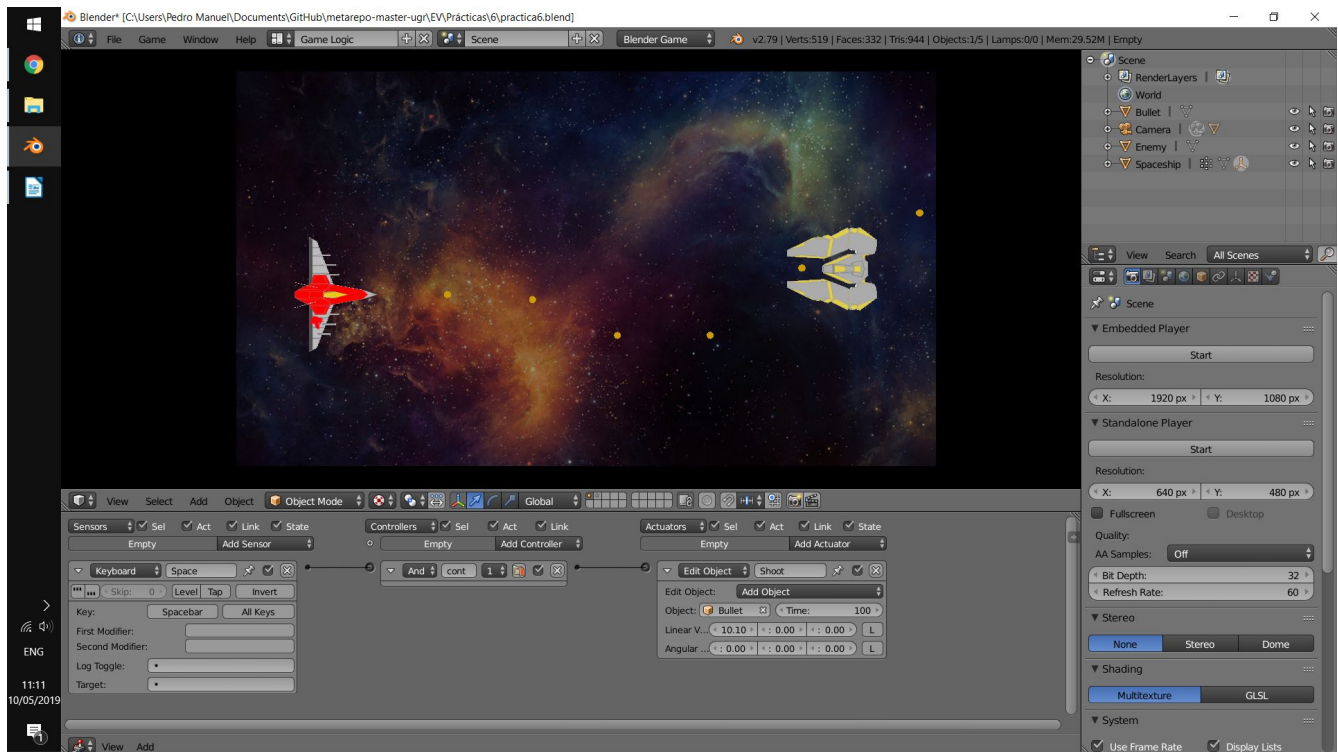 Blender* [C:\Users\Pedro Manuel\Documents\GitHub\metarepo-master-ugr\EV\Prácticas\6\practica6.blend]
File Game Window Help Game Logic Scene Blender Game v2.79 | Verts:519 | Faces:332 | Tris:944 | Objects:1/5 | Lamps:0/0 | Mem:29.52M | Empty
Scene
RenderLayers |
World
Bullet |
Camera |
Enemy |
Spaceship |
View Search All Scenes
Scene
Embedded Player
Start
Resolution:
X: 1920 px Y: 1080 px
Standalone Player
Start
Resolution:
X: 640 px Y: 480 px
Fullscreen Desktop
Quality:
AA Samples: Off
Bit Depth: 32
Refresh Rate: 60
Stereo
None Stereo Dome
Shading
Multitexture GLSL
System
Use Frame Rate Display Lists
View Select Add Object Object Mode Global
Sensors Sel Act Link State Controllers Sel Act Link Actuators Sel Act Link State
Empty Add Sensor Empty Add Controller Empty Add Actuator
Keyboard Space And cont 1 Edit Object Shoot
Skip: 0 Level Tap Invert Edit Object: Add Object
Key: Spacebar All Keys Object: Bullet Time: 100
First Modifier: Linear V... 10.10 : 0.00 : 0.00 L
Second Modifier: Angular ... : 0.00 : 0.00 : 0.00 L
Log Toggle: •
Target: •
View Add
ENG
11:11
10/05/2019
1